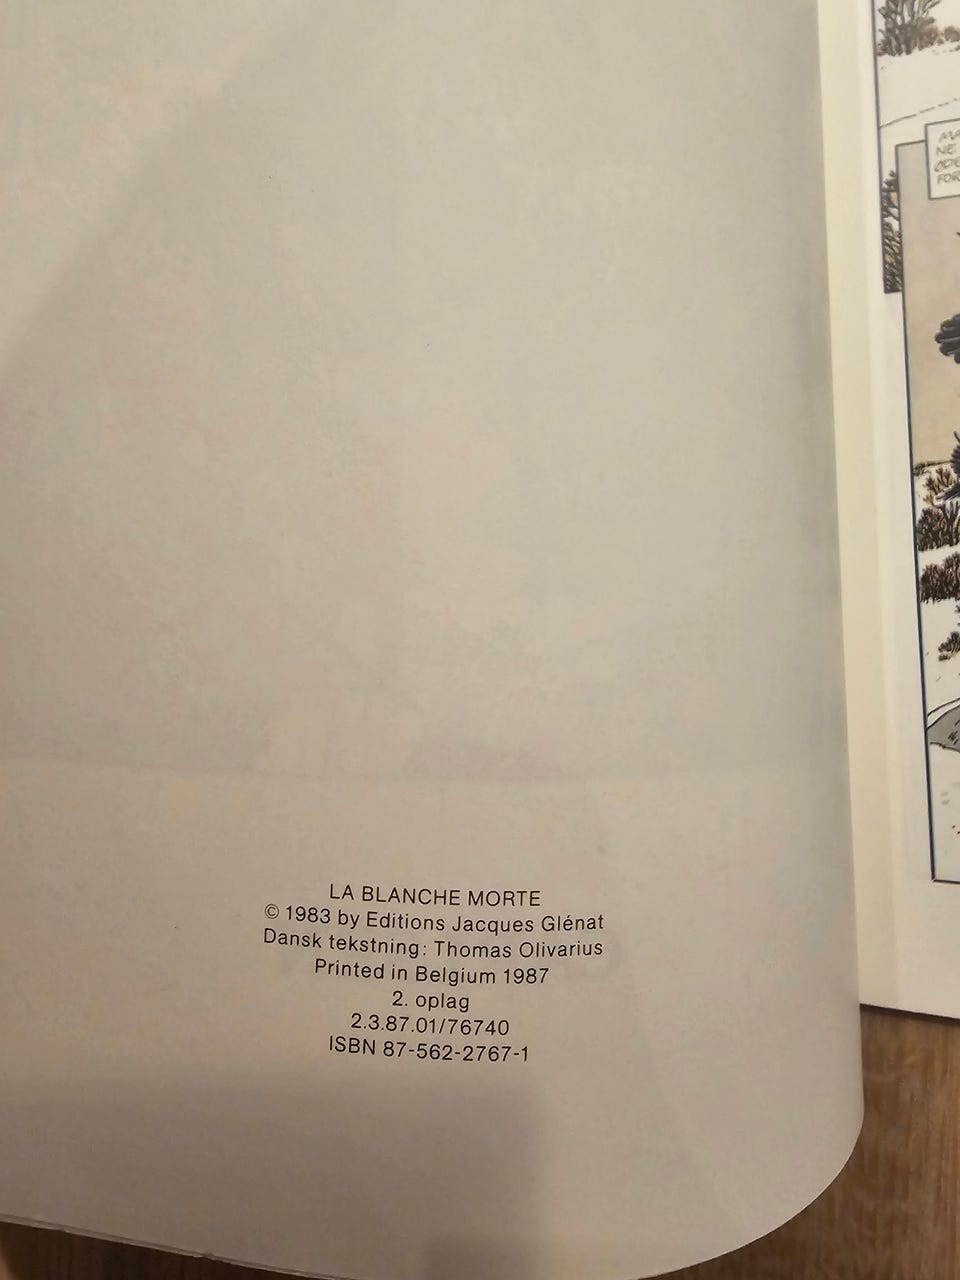 LA BLANCHE MORTE
© 1983 by Editions Jacques Glénat
Dansk tekstning: Thomas Olivarius
Printed in Belgium 1987
2. oplag
2.3.87.01/76740
ISBN 87-562-2767-1